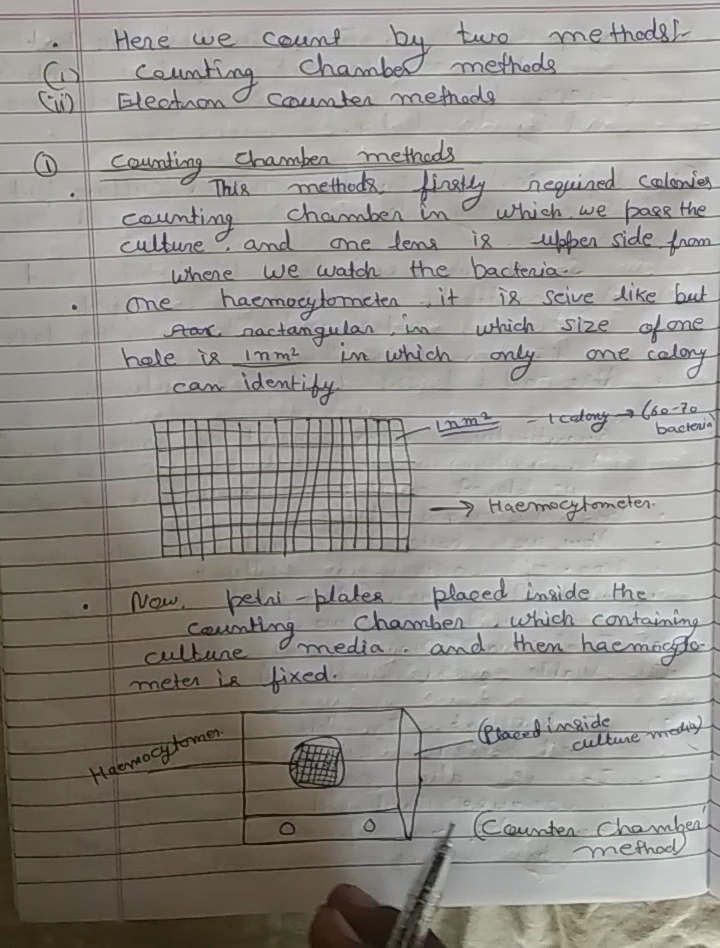 . Here we count by two methods:-
(i) counting chamber methods
(ii) Electron counter methods
① counting chamber methods
. This methods, firstly required colonies
counting chamber in which we pass the
culture, and one lens is upper side from
where we watch the bacteria.
. one haemocytometer, it is seive like but
ractangular, in which size of one
hole is 1nm² in which only one colony
can identify.
1nm² - 1 colony → (60-70
bacteria)
→ Haemocytometer.
. Now, petri-plates placed inside the
counting chamber, which containing
culture media. and then haemocyto-
meter is fixed.
Haemocytomer.
(Placed inside
culture media)
(Counter chamber
method)